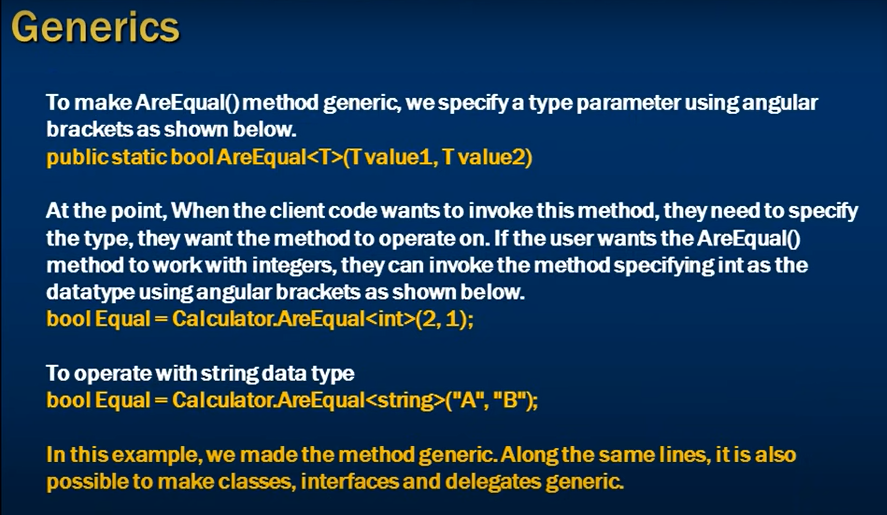 Generics
To make AreEqual() method generic, we specify a type parameter using angular
brackets as shown below.
public static bool AreEqual<T>(T value1, T value2)
At the point, When the client code wants to invoke this method, they need to specify
the type, they want the method to operate on. If the user wants the AreEqual()
method to work with integers, they can invoke the method specifying int as the
datatype using angular brackets as shown below.
bool Equal = Calculator.AreEqual<int>(2, 1);
To operate with string data type
bool Equal = Calculator.AreEqual<string>("A", "B");
In this example, we made the method generic. Along the same lines, it is also
possible to make classes, interfaces and delegates generic.